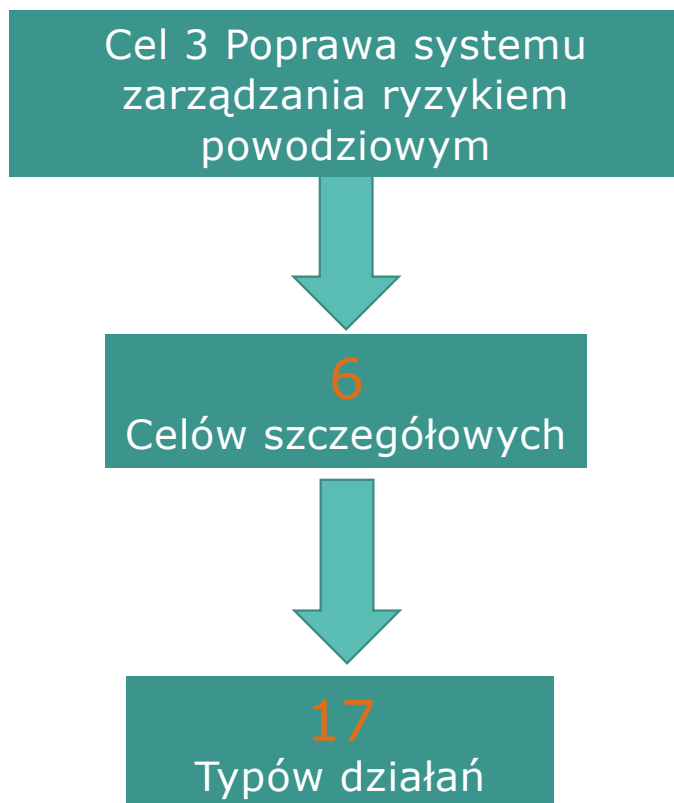 Cel 3 Poprawa systemu
zarządzania ryzykiem
powodziowym
6
Celów szczegółowych
17
Typów działań